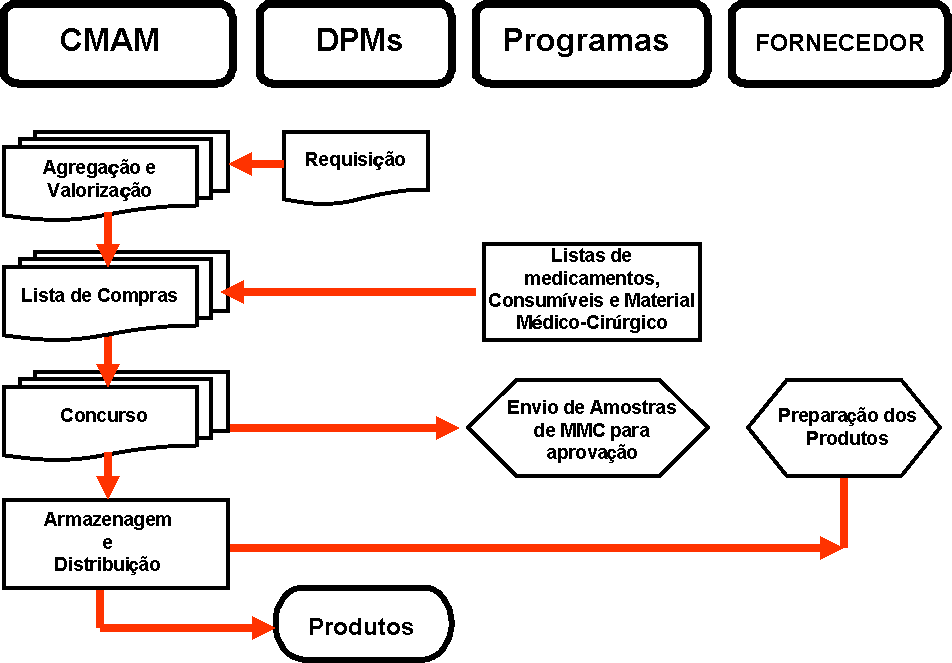 CMAM
DPMs
Programas
FORNECEDOR
Agregação e
Valorização
Requisição
Lista de Compras
Listas de
medicamentos,
Consumíveis e Material
Médico-Cirúrgico
Concurso
Envio de Amostras
de MMC para
aprovação
Preparação dos
Produtos
Armazenagem
e
Distribuição
Produtos